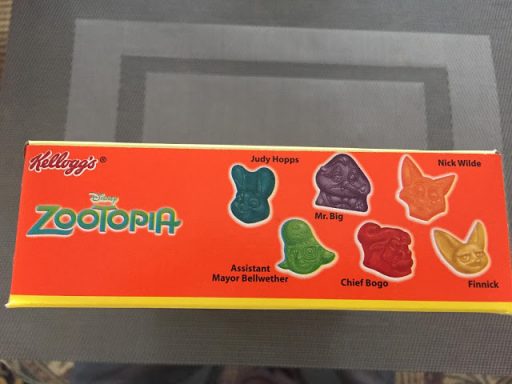 Kellogg's®
Disney
ZOOTOPIA
Judy Hopps
Mr. Big
Nick Wilde
Assistant
Mayor Bellwether
Chief Bogo
Finnick